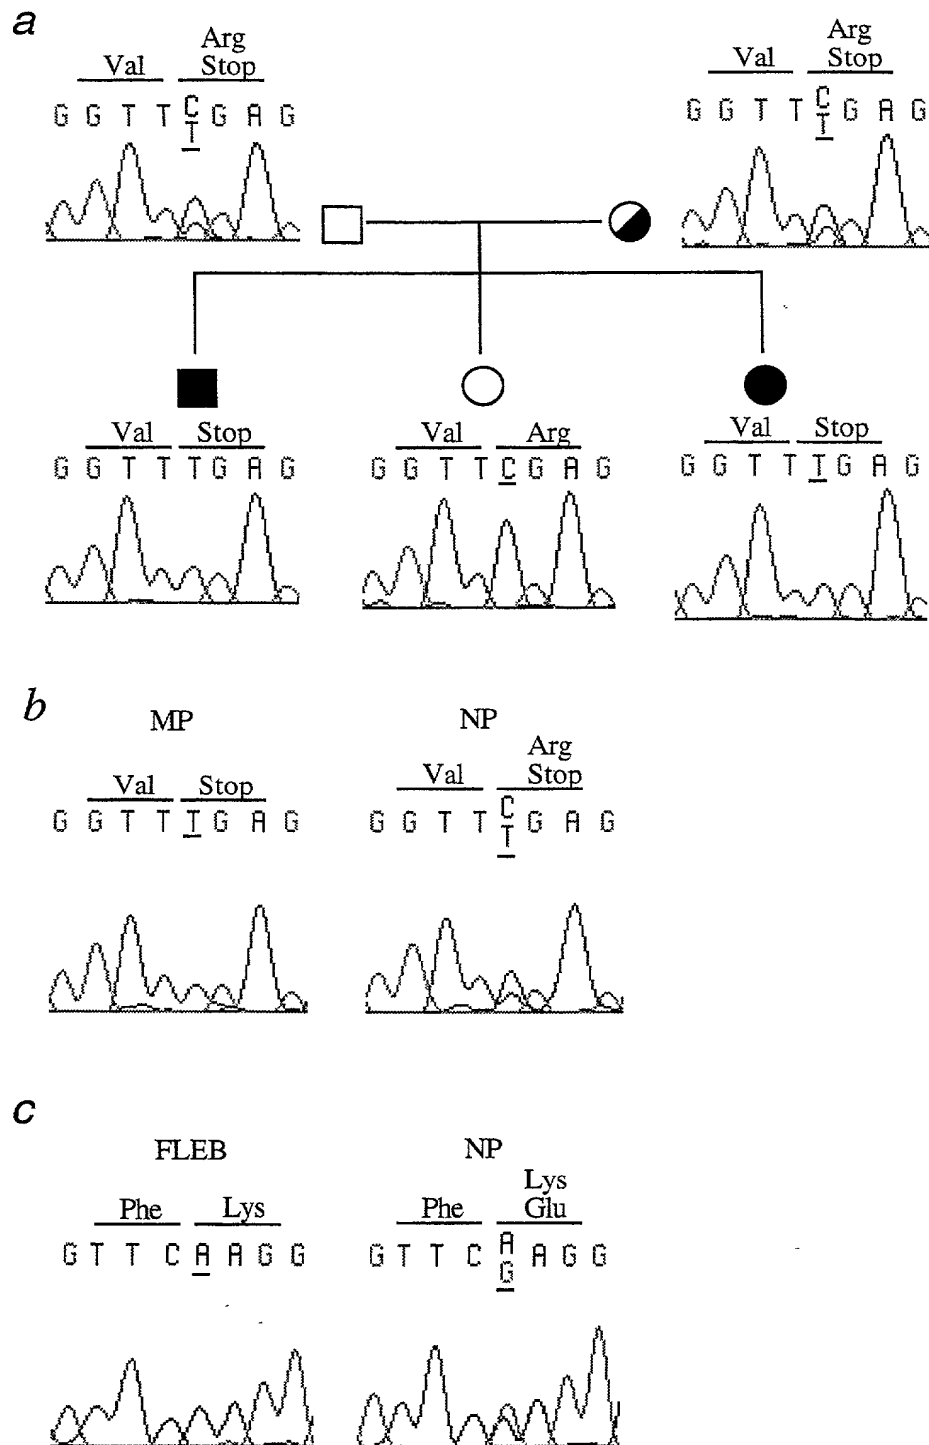 a
Arg
Val Stop
G G T T C G A G
T
Arg
Val Stop
G G T T C G A G
T
Val Stop
G G T T T G A G
Val Arg
G G T T C G A G
Val Stop
G G T T T G A G
b
MP
Val Stop
G G T T T G A G
NP
Arg
Val Stop
G G T T C G A G
T
c
FLEB
Phe Lys
G T T C A A G G
NP
Lys
Phe Glu
G T T C A A G G
G